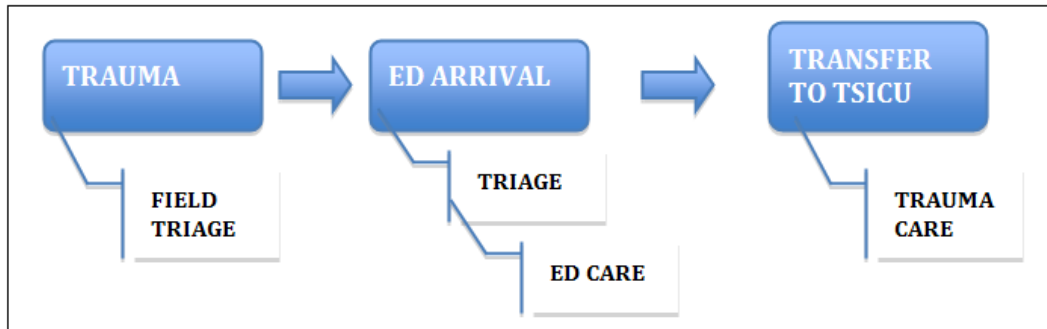 TRAUMA
FIELD
TRIAGE
ED ARRIVAL
TRIAGE
ED CARE
TRANSFER
TO TSICU
TRAUMA
CARE